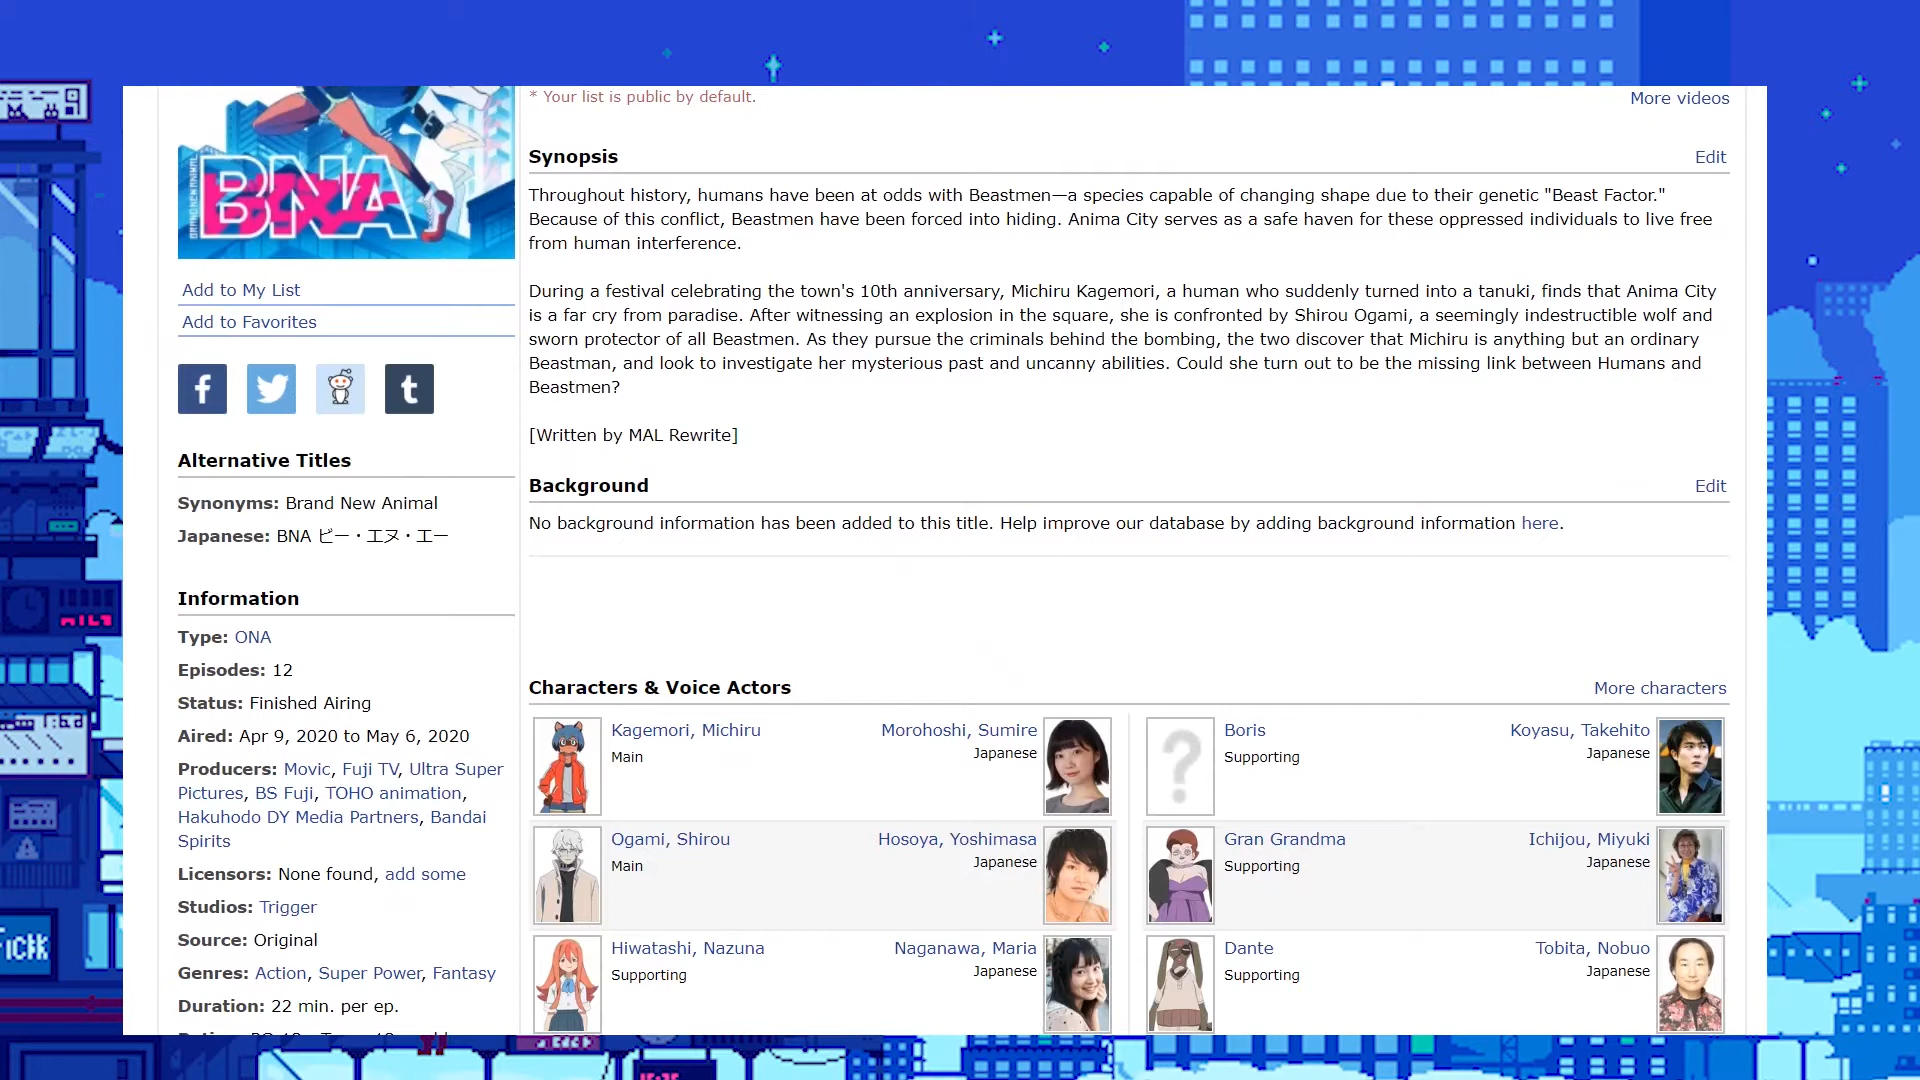 * Your list is public by default.
More videos
BNA
Add to My List
Add to Favorites
Alternative Titles
Synonyms: Brand New Animal
Japanese: BNA ビー・エヌ・エー
Information
Type: ONA
Episodes: 12
Status: Finished Airing
Aired: Apr 9, 2020 to May 6, 2020
Producers: Movic, Fuji TV, Ultra Super
Pictures, BS Fuji, TOHO animation,
Hakuhodo DY Media Partners, Bandai
Spirits
Licensors: None found, add some
Studios: Trigger
Source: Original
Genres: Action, Super Power, Fantasy
Duration: 22 min. per ep.
Synopsis
Edit
Throughout history, humans have been at odds with Beastmen—a species capable of changing shape due to their genetic "Beast Factor."
Because of this conflict, Beastmen have been forced into hiding. Anima City serves as a safe haven for these oppressed individuals to live free
from human interference.
During a festival celebrating the town's 10th anniversary, Michiru Kagemori, a human who suddenly turned into a tanuki, finds that Anima City
is a far cry from paradise. After witnessing an explosion in the square, she is confronted by Shirou Ogami, a seemingly indestructible wolf and
sworn protector of all Beastmen. As they pursue the criminals behind the bombing, the two discover that Michiru is anything but an ordinary
Beastman, and look to investigate her mysterious past and uncanny abilities. Could she turn out to be the missing link between Humans and
Beastmen?
[Written by MAL Rewrite]
Background
Edit
No background information has been added to this title. Help improve our database by adding background information here.
Characters & Voice Actors
More characters
Kagemori, Michiru
Main
Morohoshi, Sumire
Japanese
Boris
Supporting
Koyasu, Takehito
Japanese
Ogami, Shirou
Main
Hosoya, Yoshimasa
Japanese
Gran Grandma
Supporting
Ichijou, Miyuki
Japanese
Hiwatashi, Nazuna
Supporting
Naganawa, Maria
Japanese
Dante
Supporting
Tobita, Nobuo
Japanese